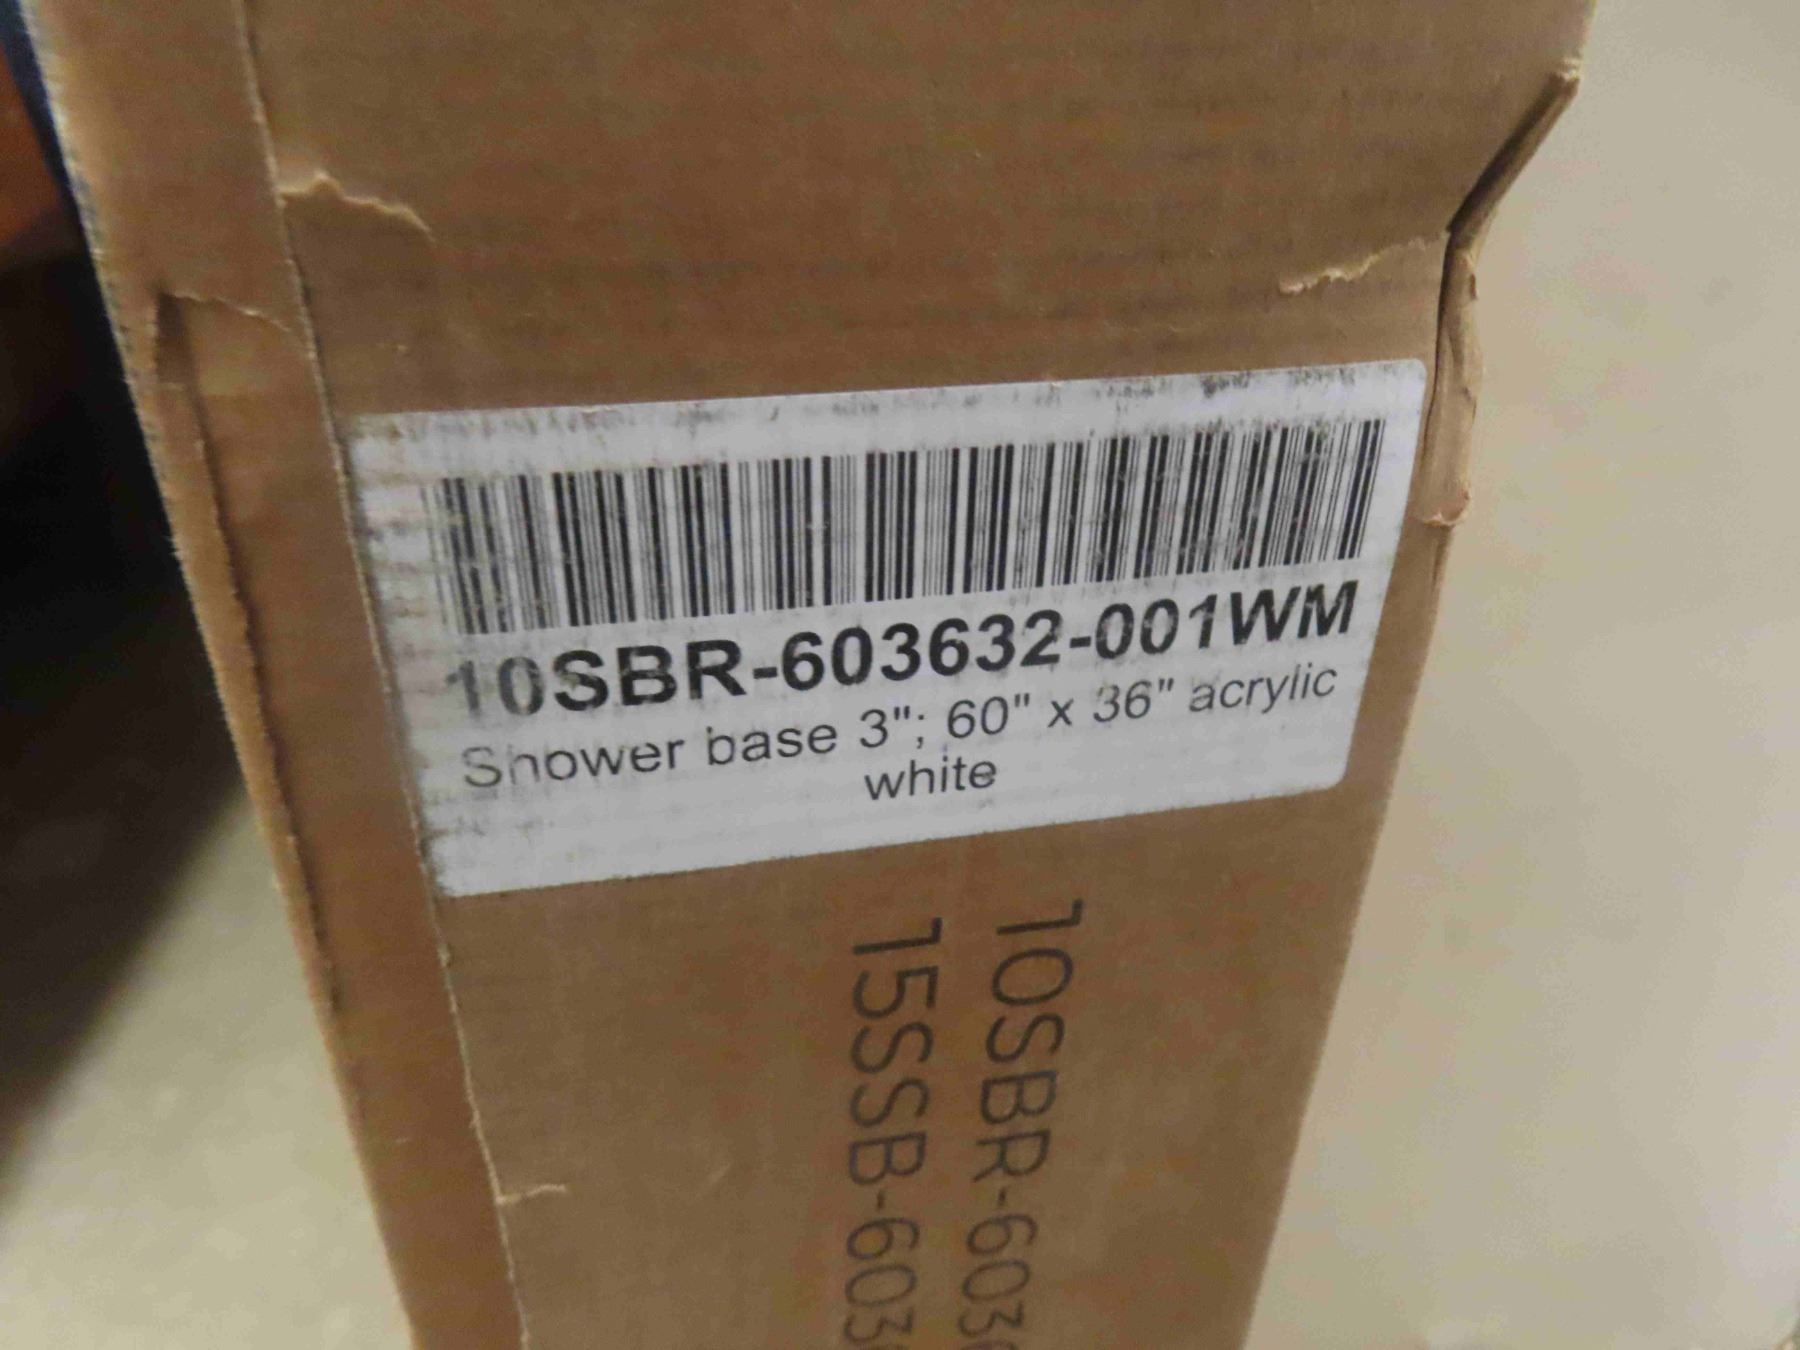 10SBR-603632-001WM
Shower base 3"; 60" x 36" acrylic
white
10SBR-603
15SSB-603